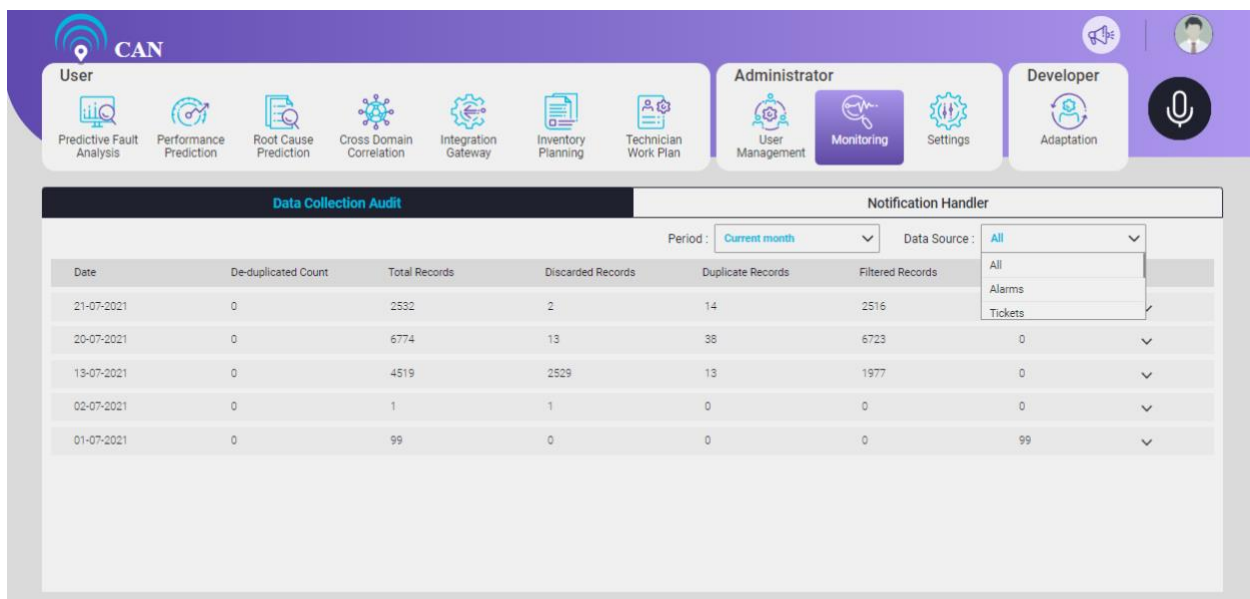 CAN
User
Administrator
Developer
Predictive Fault Analysis
Performance Prediction
Root Cause Prediction
Cross Domain Correlation
Integration Gateway
Inventory Planning
Technician Work Plan
User Management
Monitoring
Settings
Adaptation
Data Collection Audit
Notification Handler
Period : Current month Data Source : All
All
Alarms
Tickets
Date De-duplicated Count Total Records Discarded Records Duplicate Records Filtered Records
21-07-2021 0 2532 2 14 2516
20-07-2021 0 6774 13 38 6723 0
13-07-2021 0 4519 2529 13 1977 0
02-07-2021 0 1 1 0 0 0
01-07-2021 0 99 0 0 0 99